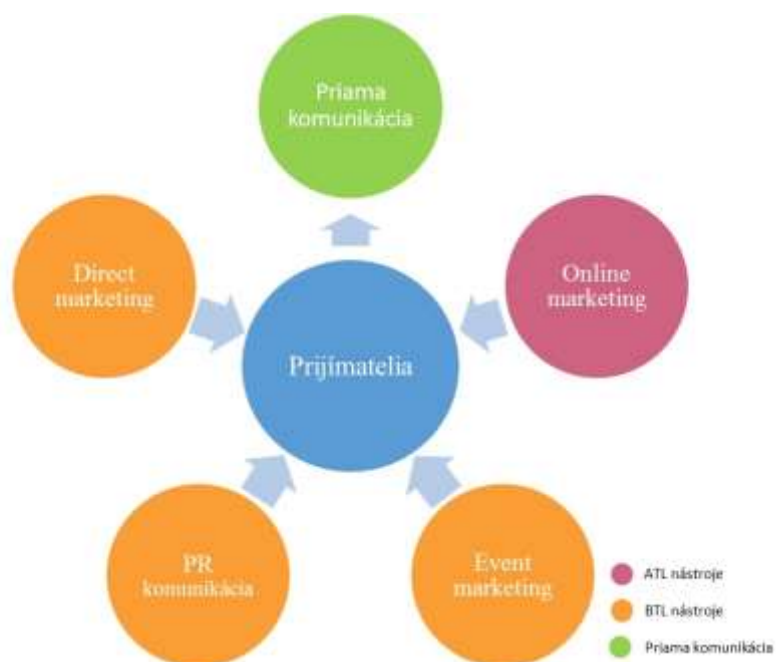 Priama
komunikácia
Direct
marketing
Online
marketing
Prijímatelia
PR
komunikácia
Event
marketing
ATL nástroje
BTL nástroje
Priama komunikácia